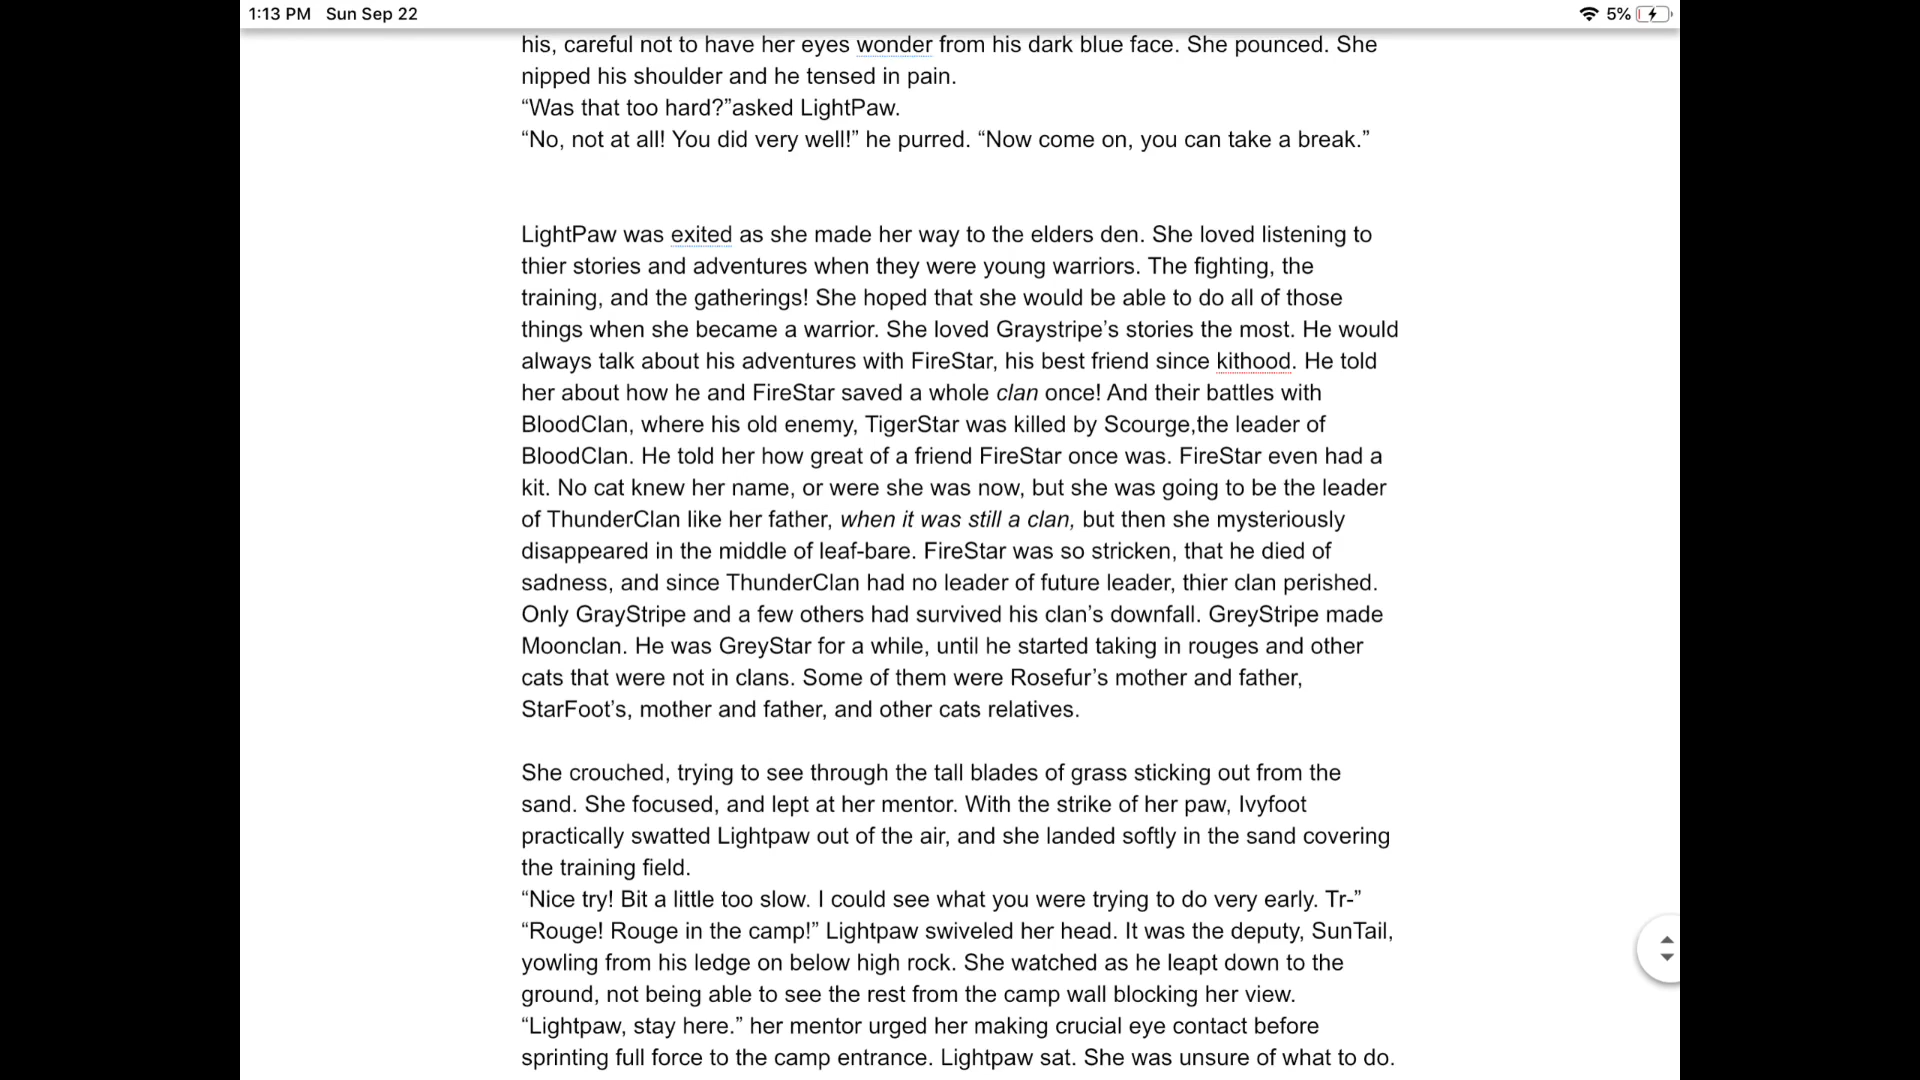 1:13 PM Sun Sep 22 5%
his, careful not to have her eyes wonder from his dark blue face. She pounced. She
nipped his shoulder and he tensed in pain.
“Was that too hard?”asked LightPaw.
“No, not at all! You did very well!” he purred. “Now come on, you can take a break.”
LightPaw was exited as she made her way to the elders den. She loved listening to
thier stories and adventures when they were young warriors. The fighting, the
training, and the gatherings! She hoped that she would be able to do all of those
things when she became a warrior. She loved Graystripe’s stories the most. He would
always talk about his adventures with FireStar, his best friend since kithood. He told
her about how he and FireStar saved a whole clan once! And their battles with
BloodClan, where his old enemy, TigerStar was killed by Scourge,the leader of
BloodClan. He told her how great of a friend FireStar once was. FireStar even had a
kit. No cat knew her name, or were she was now, but she was going to be the leader
of ThunderClan like her father, when it was still a clan, but then she mysteriously
disappeared in the middle of leaf-bare. FireStar was so stricken, that he died of
sadness, and since ThunderClan had no leader of future leader, thier clan perished.
Only GrayStripe and a few others had survived his clan’s downfall. GreyStripe made
Moonclan. He was GreyStar for a while, until he started taking in rouges and other
cats that were not in clans. Some of them were Rosefur’s mother and father,
StarFoot’s, mother and father, and other cats relatives.
She crouched, trying to see through the tall blades of grass sticking out from the
sand. She focused, and lept at her mentor. With the strike of her paw, Ivyfoot
practically swatted Lightpaw out of the air, and she landed softly in the sand covering
the training field.
“Nice try! Bit a little too slow. I could see what you were trying to do very early. Tr-”
“Rouge! Rouge in the camp!” Lightpaw swiveled her head. It was the deputy, SunTail,
yowling from his ledge on below high rock. She watched as he leapt down to the
ground, not being able to see the rest from the camp wall blocking her view.
“Lightpaw, stay here.” her mentor urged her making crucial eye contact before
sprinting full force to the camp entrance. Lightpaw sat. She was unsure of what to do.